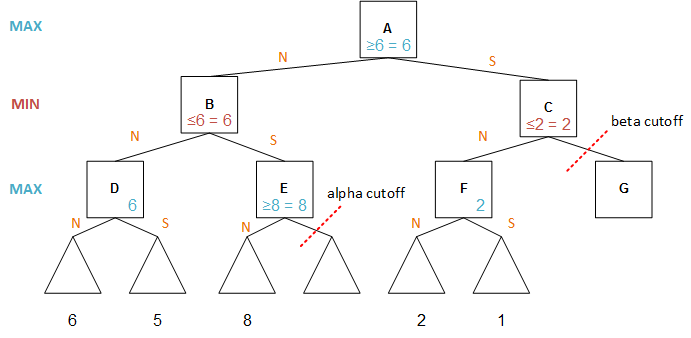 MAX
A
≥6 = 6
N
S
MIN
B
≤6 = 6
C
≤2 = 2
beta cutoff
N
S
N
MAX
D
6
E
≥8 = 8
alpha cutoff
F
2
G
N
S
N
N
S
6
5
8
2
1